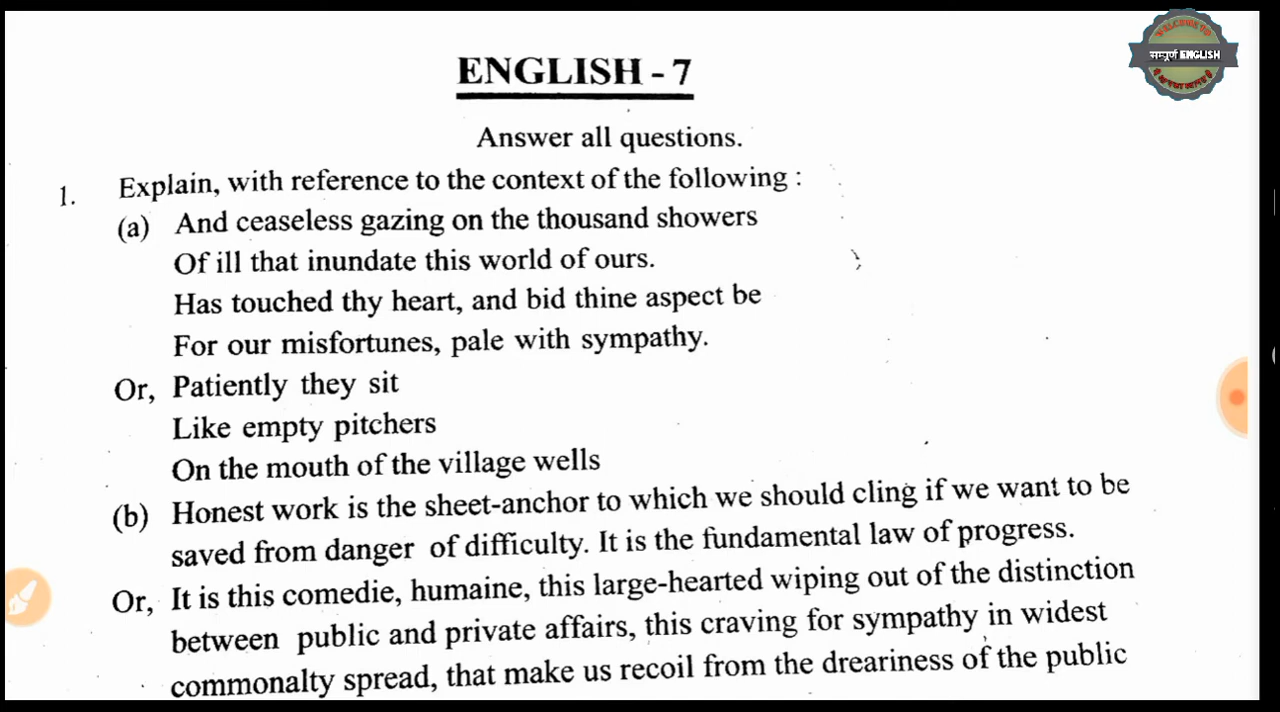 WELCOME TO
सम्पूर्ण ENGLISH
ENGLISH - 7
Answer all questions.
1. Explain, with reference to the context of the following :
(a) And ceaseless gazing on the thousand showers
Of ill that inundate this world of ours.
Has touched thy heart, and bid thine aspect be
For our misfortunes, pale with sympathy.
Or, Patiently they sit
Like empty pitchers
On the mouth of the village wells
(b) Honest work is the sheet-anchor to which we should cling if we want to be
saved from danger of difficulty. It is the fundamental law of progress.
Or, It is this comedie, humaine, this large-hearted wiping out of the distinction
between public and private affairs, this craving for sympathy in widest
commonalty spread, that make us recoil from the dreariness of the public